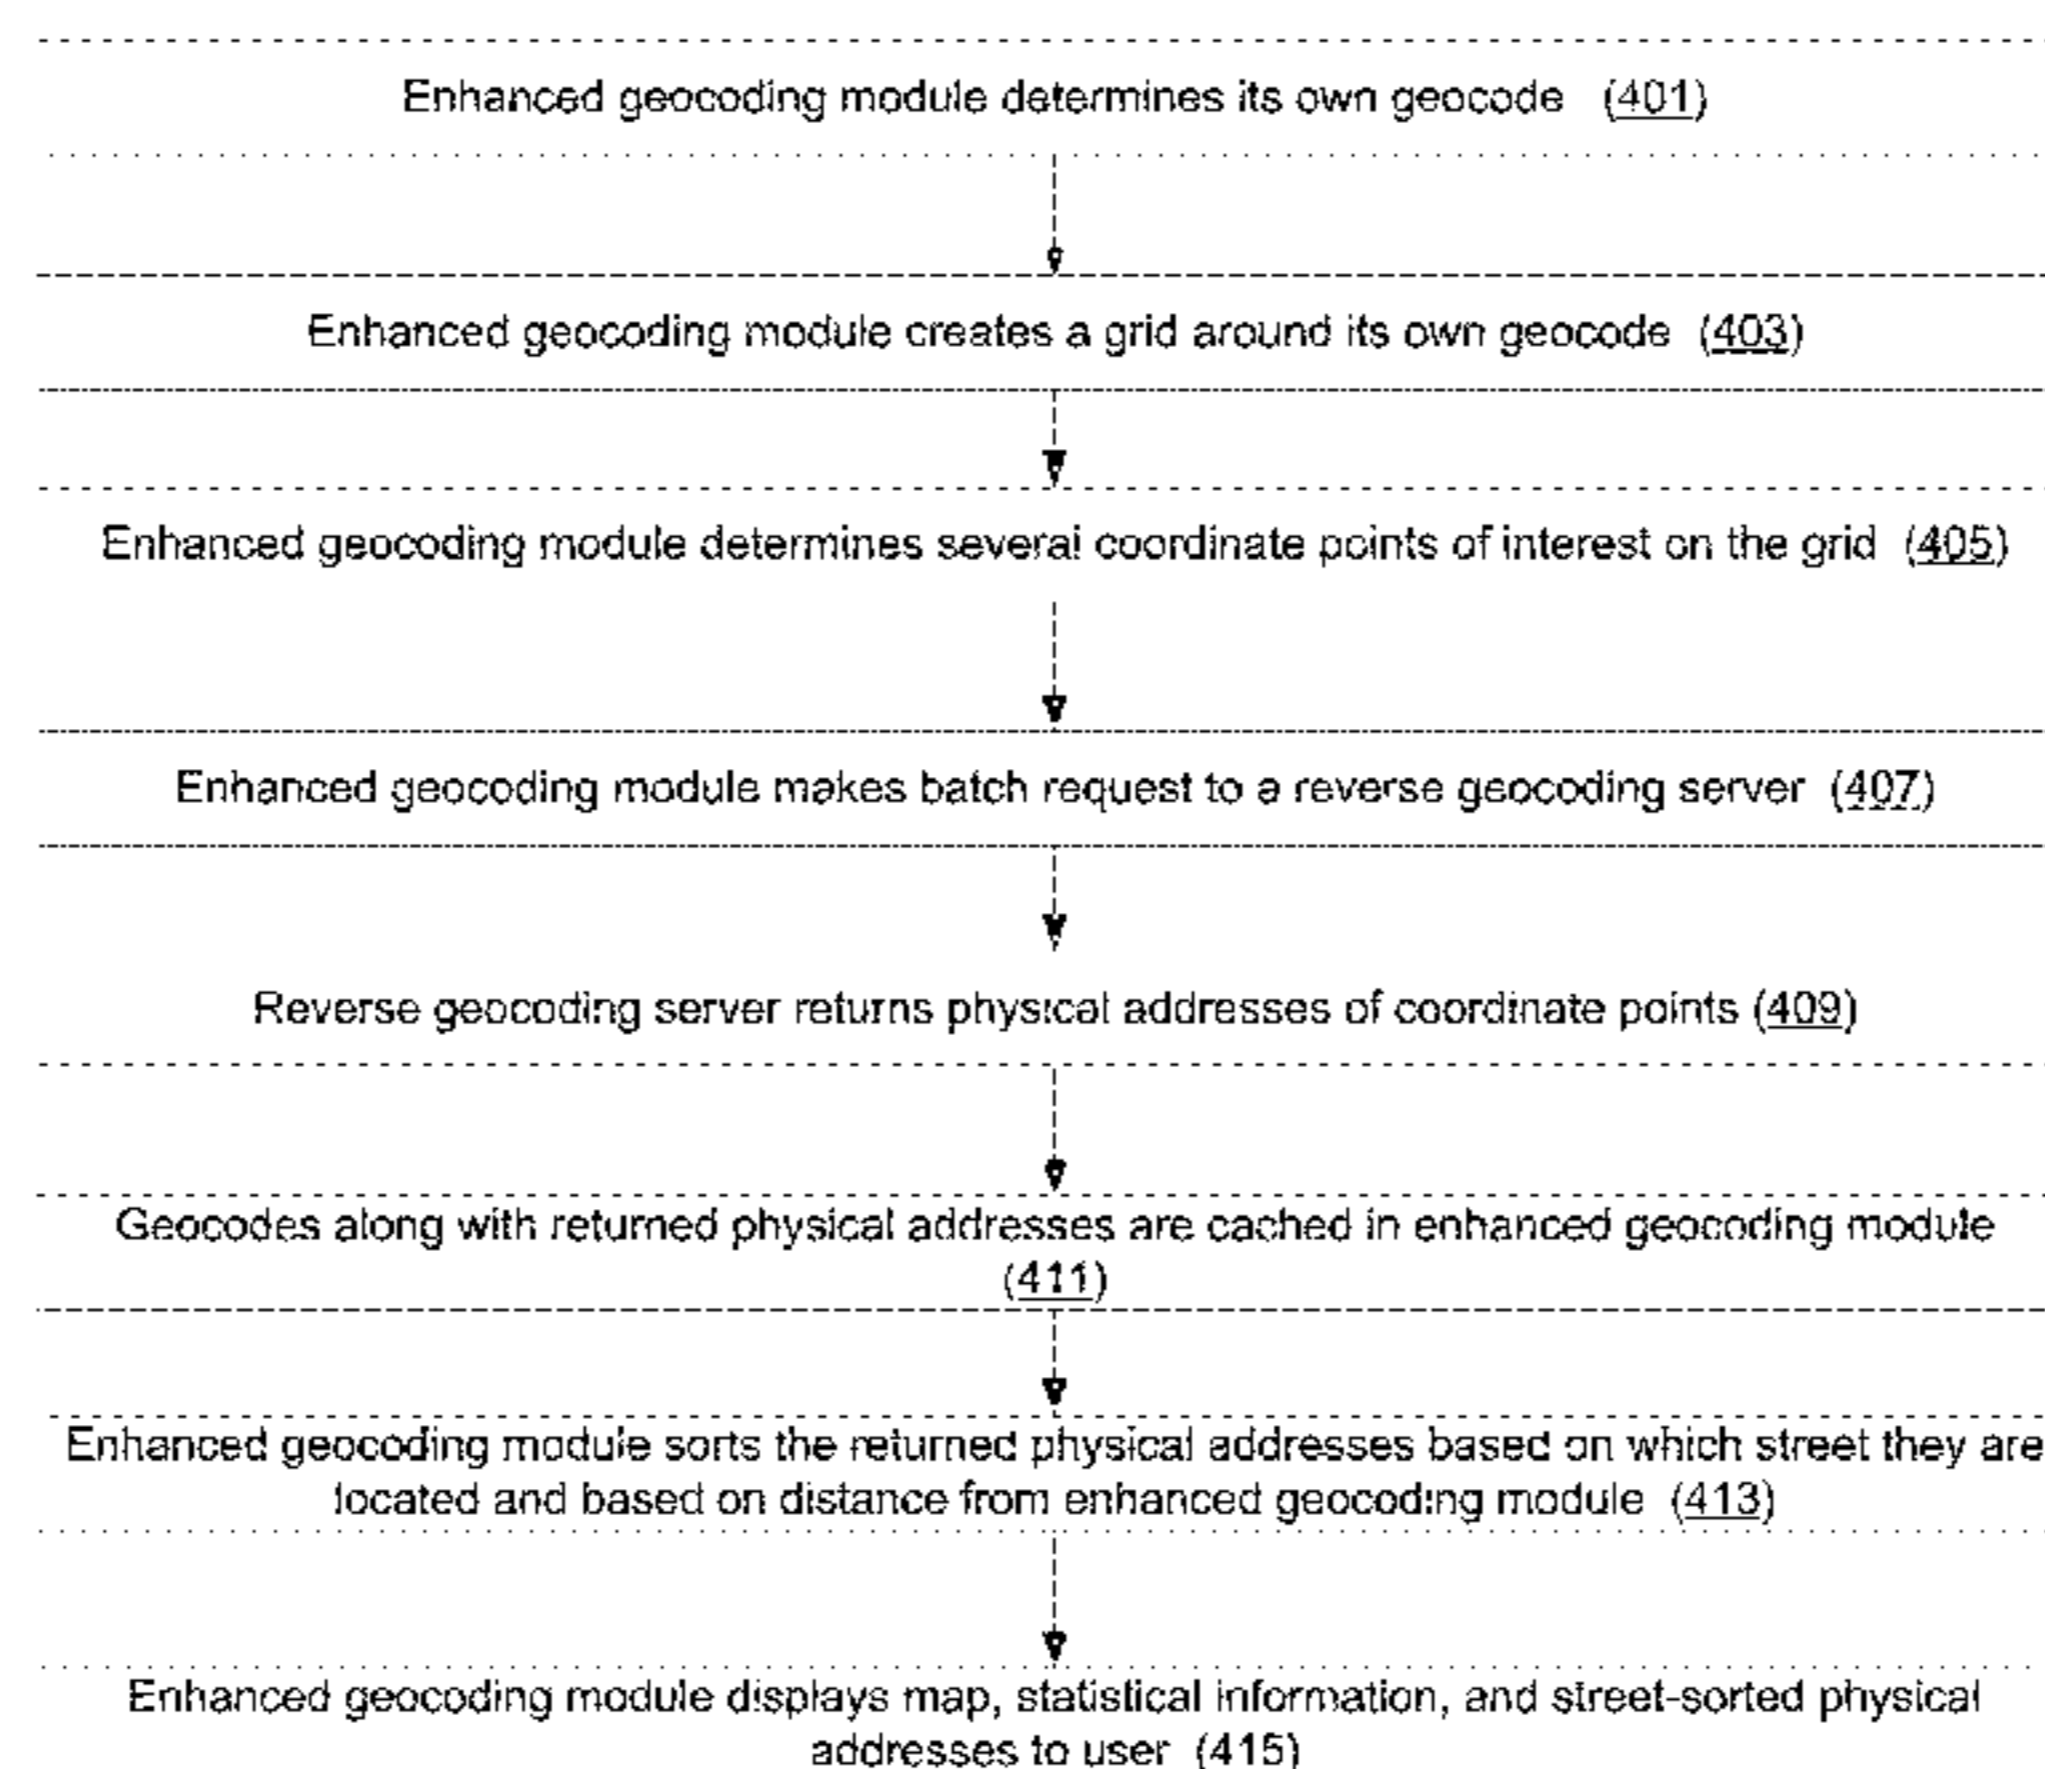 Enhanced geocoding module determines its own geocode (401)
Enhanced geocoding module creates a grid around its own geocode (403)
Enhanced geocoding module determines several coordinate points of interest on the grid (405)
Enhanced geocoding module makes batch request to a reverse geocoding server (407)
Reverse geocoding server returns physical addresses of coordinate points (409)
Geocodes along with returned physical addresses are cached in enhanced geocoding module
(411)
Enhanced geocoding module sorts the returned physical addresses based on which street they are
located and based on distance from enhanced geocoding module (413)
Enhanced geocoding module displays map, statistical information, and street-sorted physical
addresses to user (415)